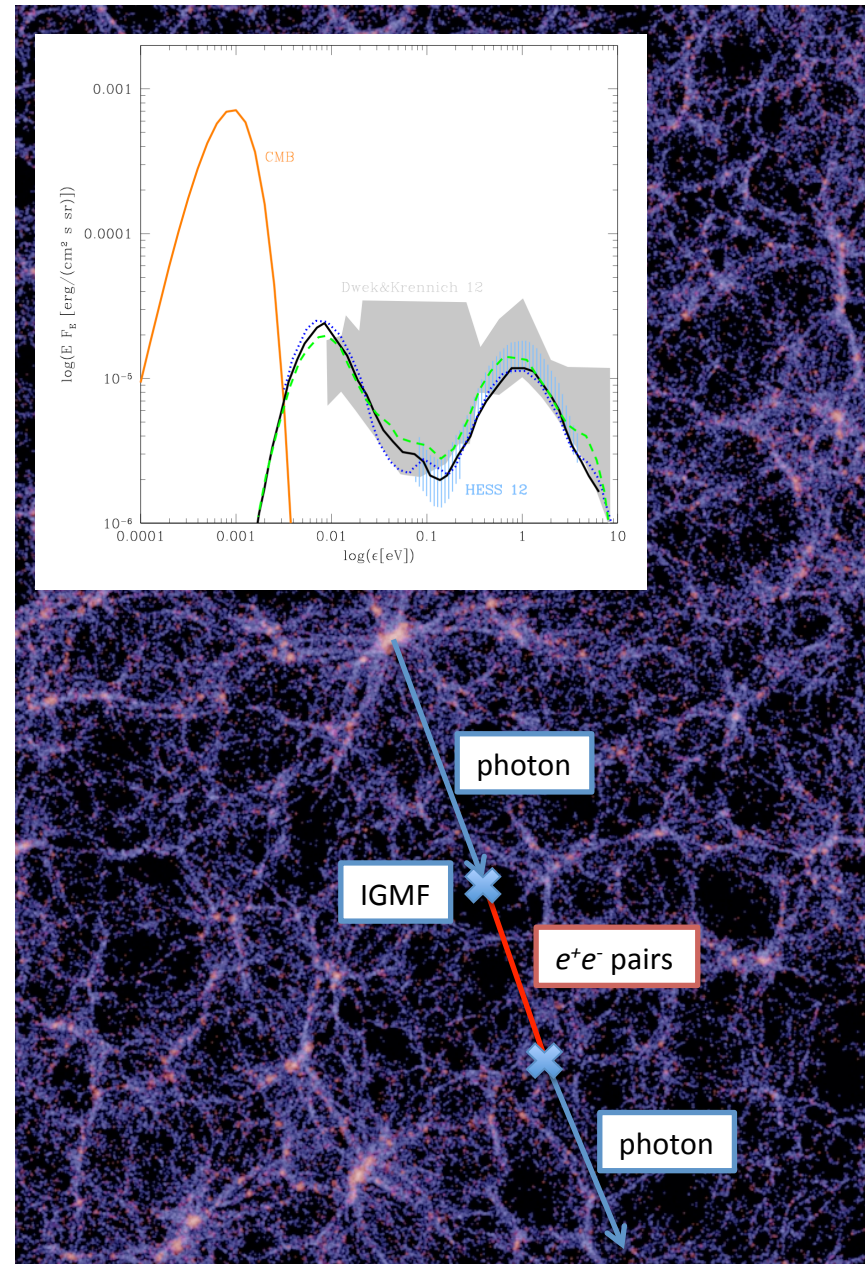 0.001
0.0001
10⁻⁵
10⁻⁶
log(E F_E [erg/(cm² s sr)])
CMB
Dwek&Krennich 12
HESS 12
0.0001 0.001 0.01 0.1 1 10
log(ϵ[eV])
photon
IGMF
e⁺e⁻ pairs
photon